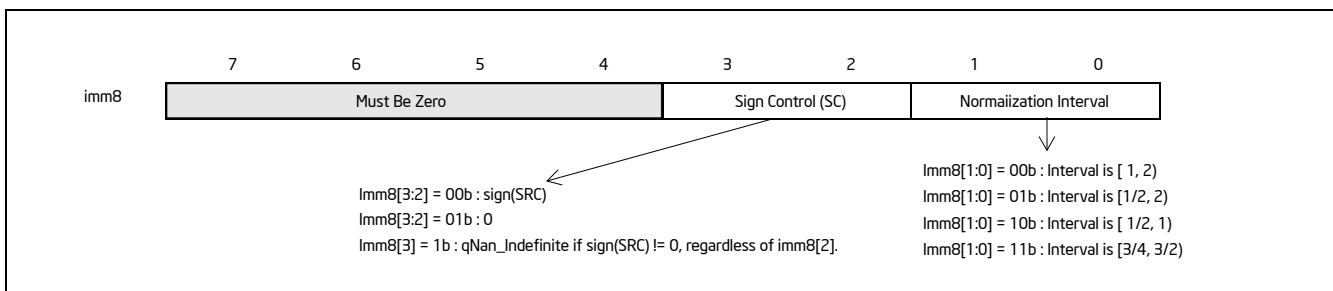 7 6 5 4 3 2 1 0
imm8 Must Be Zero Sign Control (SC) Normaiization Interval
Imm8[3:2] = 00b : sign(SRC)
Imm8[3:2] = 01b : 0
Imm8[3] = 1b : qNan_Indefinite if sign(SRC) != 0, regardless of imm8[2].
Imm8[1:0] = 00b : Interval is [ 1, 2)
Imm8[1:0] = 01b : Interval is [1/2, 2)
Imm8[1:0] = 10b : Interval is [ 1/2, 1)
Imm8[1:0] = 11b : Interval is [3/4, 3/2)